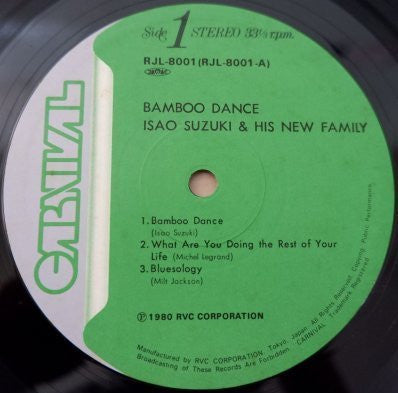 Side 1 STEREO 33⅓ r.p.m.
RJL-8001 (RJL-8001-A)
CARNIVAL
BAMBOO DANCE
ISAO SUZUKI & HIS NEW FAMILY
1. Bamboo Dance
(Isao Suzuki)
2. What Are You Doing the Rest of Your
Life (Michel Legrand)
3. Bluesology
(Milt Jackson)
℗ 1980 RVC CORPORATION
Manufactured by RVC CORPORATION, Tokyo, Japan. All Rights Reserved. Copying, Public Performance,
Broadcasting of These Records Are Forbidden. CARNIVAL Trademark Registered.